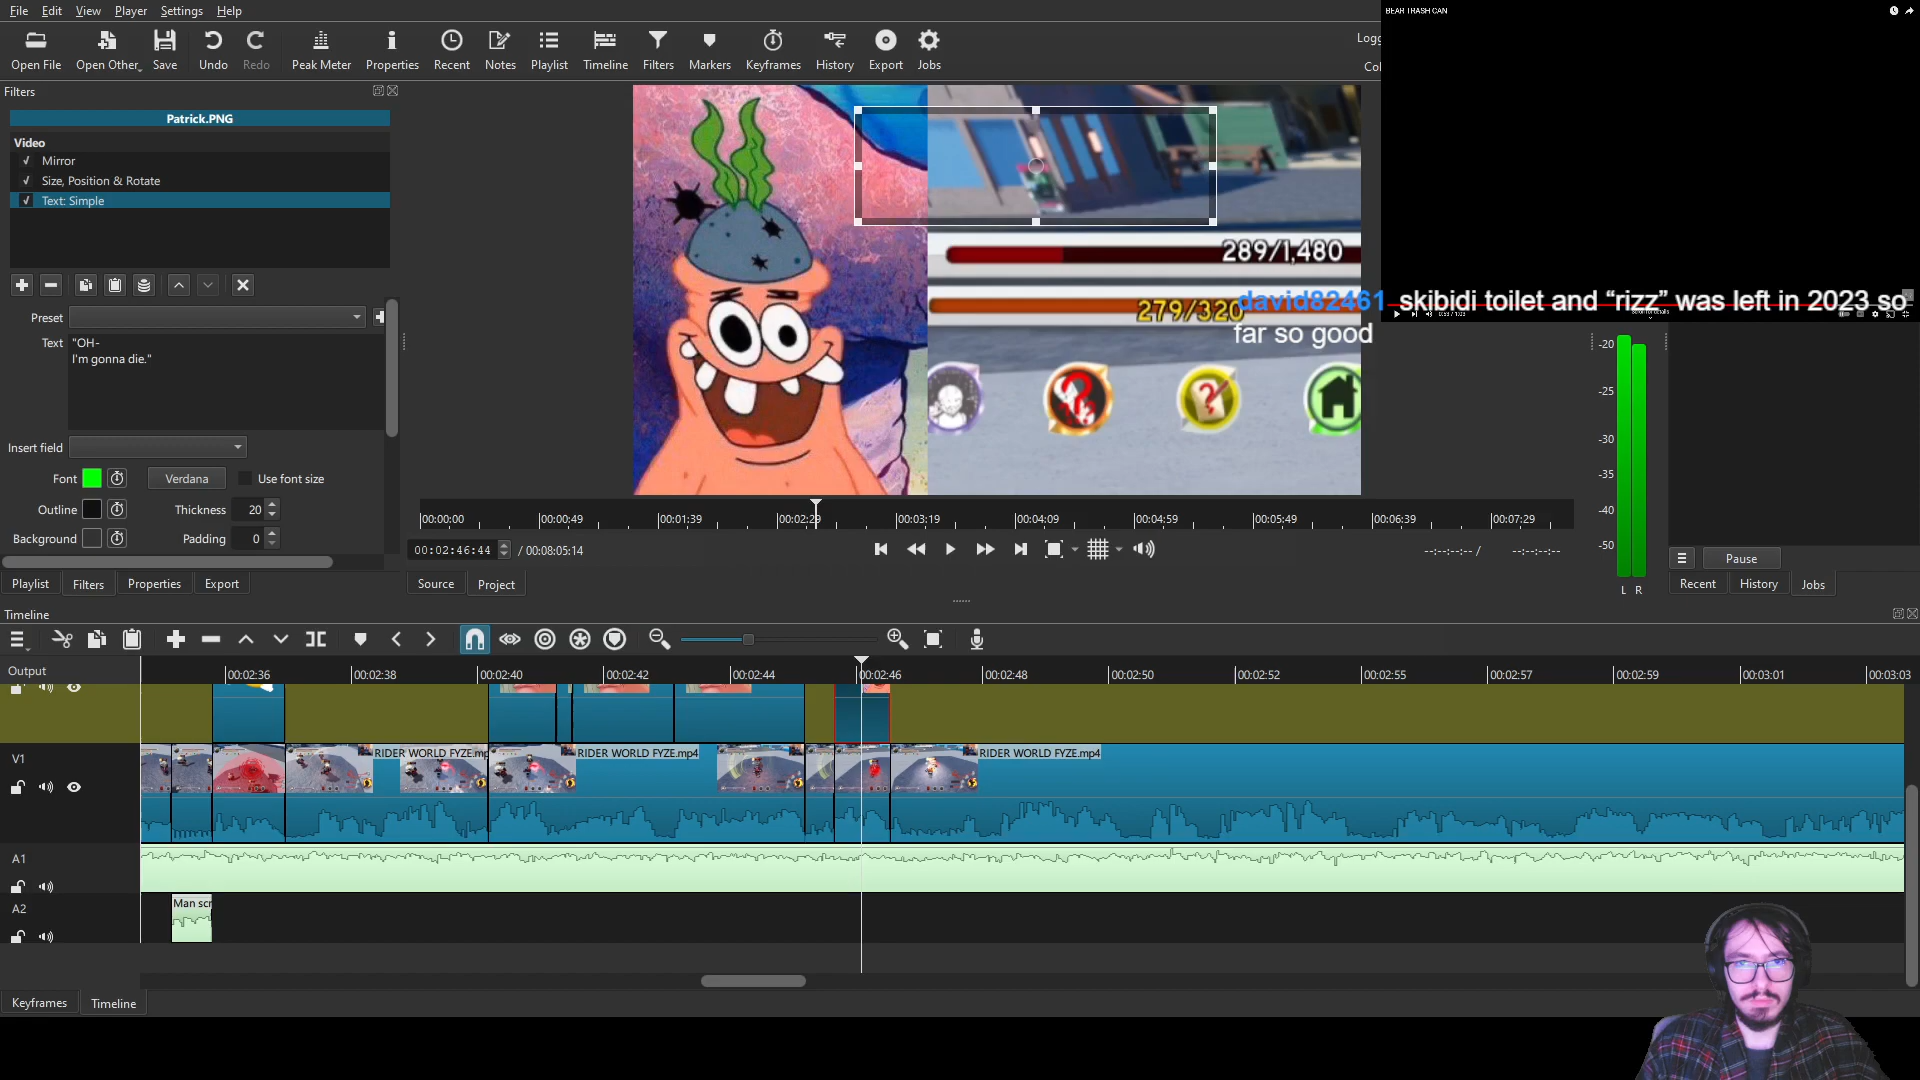 File Edit View Player Settings Help
BEAR TRASH CAN
Open File Open Other Save Undo Redo Peak Meter Properties Recent Notes Playlist Timeline Filters Markers Keyframes History Export Jobs
Logg
Col
Filters
Patrick.PNG
Video
✓ Mirror
✓ Size, Position & Rotate
✓ Text: Simple
Preset
Text "OH-
I'm gonna die."
Insert field
Font Verdana Use font size
Outline Thickness 20
Background Padding 0
Playlist Filters Properties Export
289/1,480
279/320
david82461 skibidi toilet and “rizz” was left in 2023 so
far so good
00:00:00 00:00:49 00:01:39 00:02:29 00:03:19 00:04:09 00:04:59 00:05:49 00:06:39 00:07:29
00:02:46:44 / 00:08:05:14 --:--:--:-- / --:--:--:--
Source Project
-20
-25
-30
-35
-40
-45
-50
L R
Pause
Recent History Jobs
Timeline
Output 00:02:36 00:02:38 00:02:40 00:02:42 00:02:44 00:02:46 00:02:48 00:02:50 00:02:52 00:02:55 00:02:57 00:02:59 00:03:01 00:03:03
V1 RIDER WORLD FYZE.mp RIDER WORLD FYZE.mp4 RIDER WORLD FYZE.mp4
A1
A2 Man scr
Keyframes Timeline